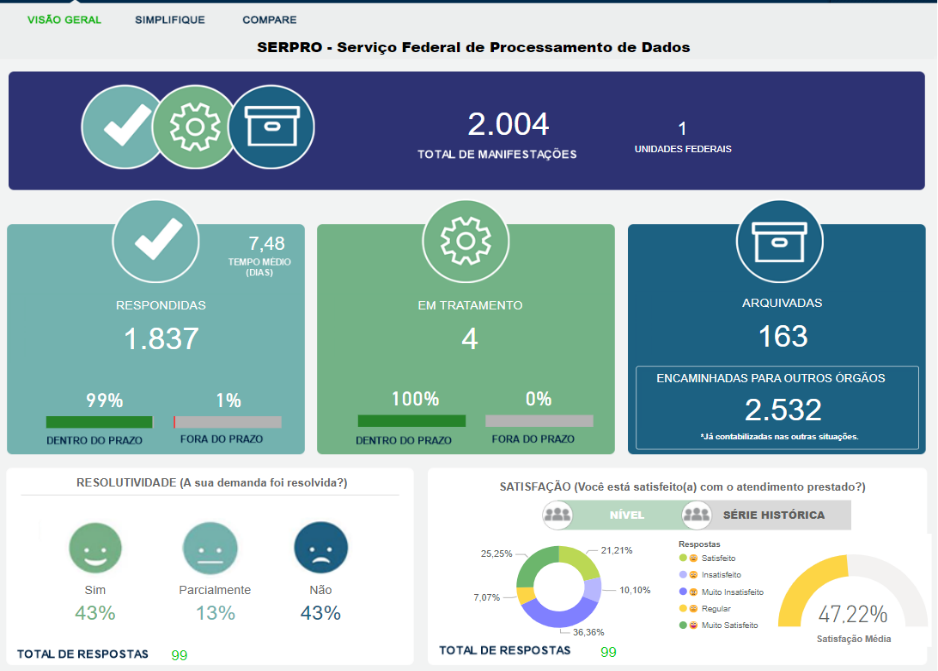 VISÃO GERAL SIMPLIFIQUE COMPARE
SERPRO - Serviço Federal de Processamento de Dados
2.004
TOTAL DE MANIFESTAÇÕES
1
UNIDADES FEDERAIS
7,48
TEMPO MÉDIO
(DIAS)
RESPONDIDAS
1.837
99%
DENTRO DO PRAZO
1%
FORA DO PRAZO
EM TRATAMENTO
4
100%
DENTRO DO PRAZO
0%
FORA DO PRAZO
ARQUIVADAS
163
ENCAMINHADAS PARA OUTROS ÓRGÃOS
2.532
*Já contabilizadas nas outras situações.
RESOLUTIVIDADE (A sua demanda foi resolvida?)
Sim
43%
Parcialmente
13%
Não
43%
TOTAL DE RESPOSTAS 99
SATISFAÇÃO (Você está satisfeito(a) com o atendimento prestado?)
NÍVEL
SÉRIE HISTÓRICA
25,25%
21,21%
10,10%
7,07%
36,36%
Respostas
Satisfeito
Insatisfeito
Muito Insatisfeito
Regular
Muito Satisfeito
47,22%
Satisfação Média
TOTAL DE RESPOSTAS 99